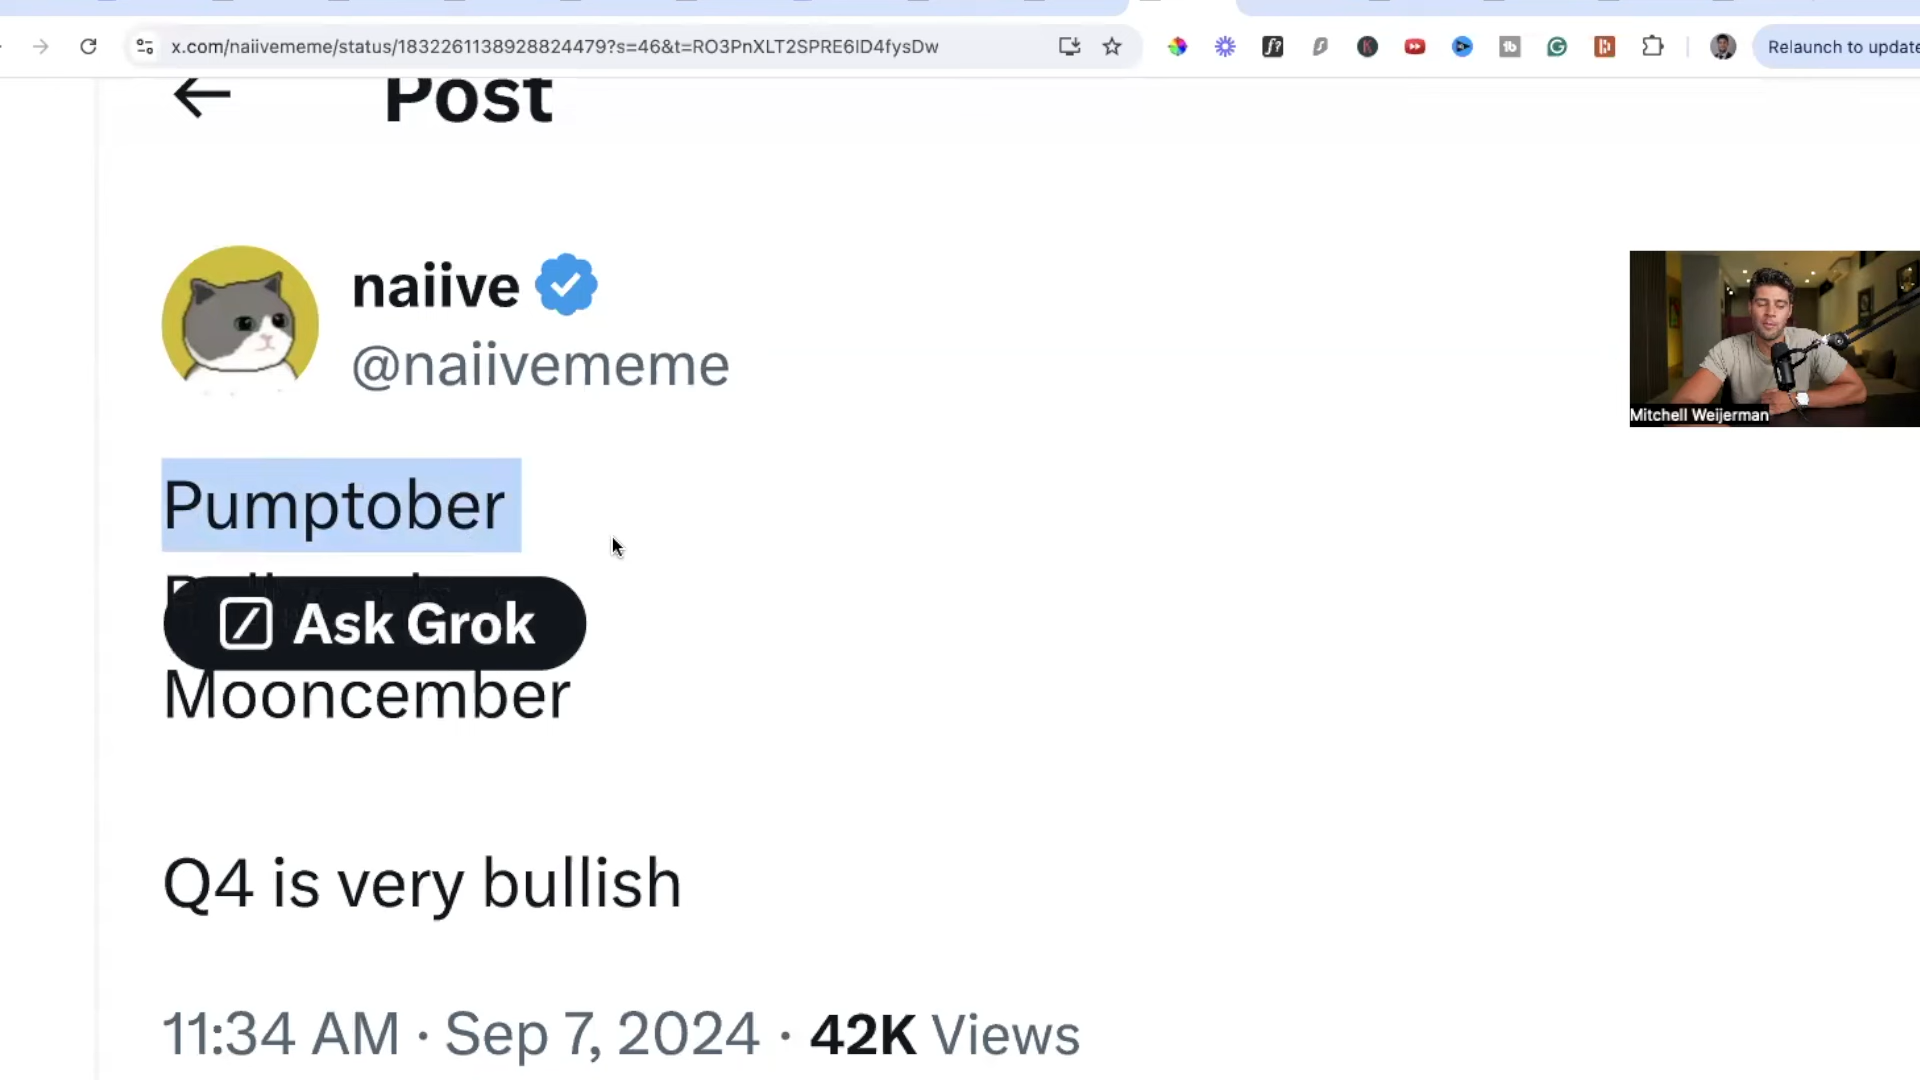 x.com/naiivememe/status/1832261138928824479?s=46&t=RO3PnXLT2SPRE6lD4fysDw
Relaunch to update
Post
naiive
@naiivememe
Mitchell Weijerman
Pumptober
Ask Grok
Mooncember
Q4 is very bullish
11:34 AM · Sep 7, 2024 · 42K Views